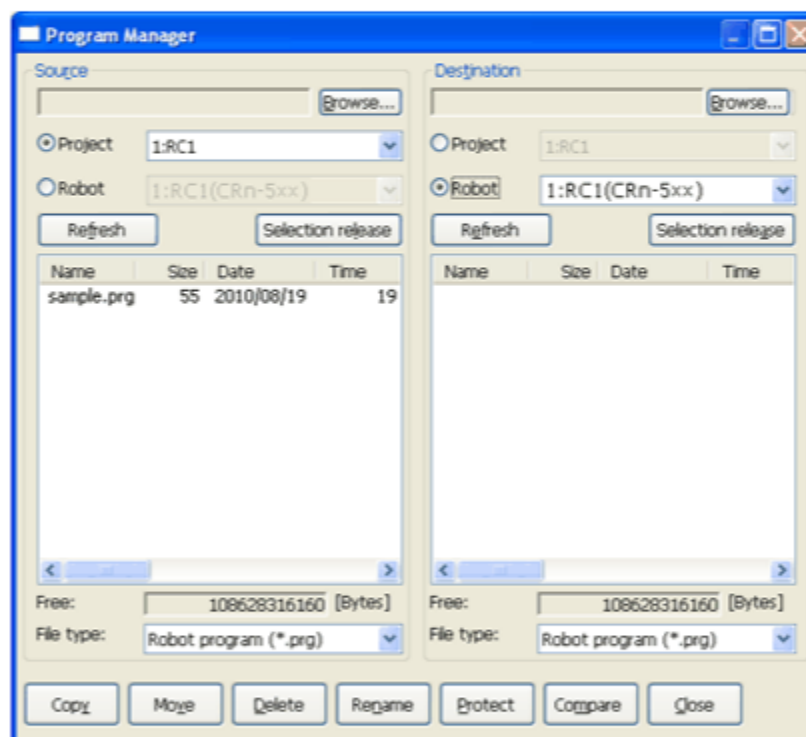 Program Manager
Source
Browse...
Project 1:RC1
Robot 1:RC1(CRn-5xx)
Refresh Selection release
Name Size Date Time
sample.prg 55 2010/08/19 19
Free: 108628316160 [Bytes]
File type: Robot program (*.prg)
Destination
Browse...
Project 1:RC1
Robot 1:RC1(CRn-5xx)
Refresh Selection release
Name Size Date Time
Free: 108628316160 [Bytes]
File type: Robot program (*.prg)
Copy Move Delete Rename Protect Compare Close